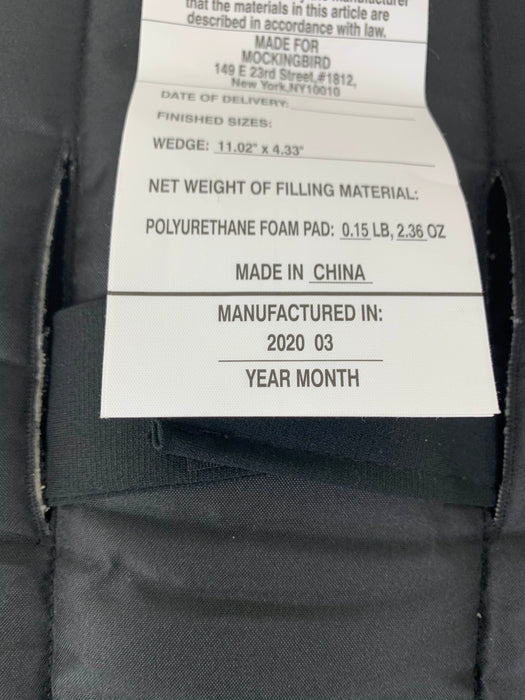 that the materials in this article are
described in accordance with law.
MADE FOR
MOCKINGBIRD
149 E 23rd Street,#1812,
New York,NY10010
DATE OF DELIVERY:
FINISHED SIZES:
WEDGE: 11.02" x 4.33"
NET WEIGHT OF FILLING MATERIAL:
POLYURETHANE FOAM PAD: 0.15 LB, 2.36 OZ
MADE IN CHINA
MANUFACTURED IN:
2020 03
YEAR MONTH